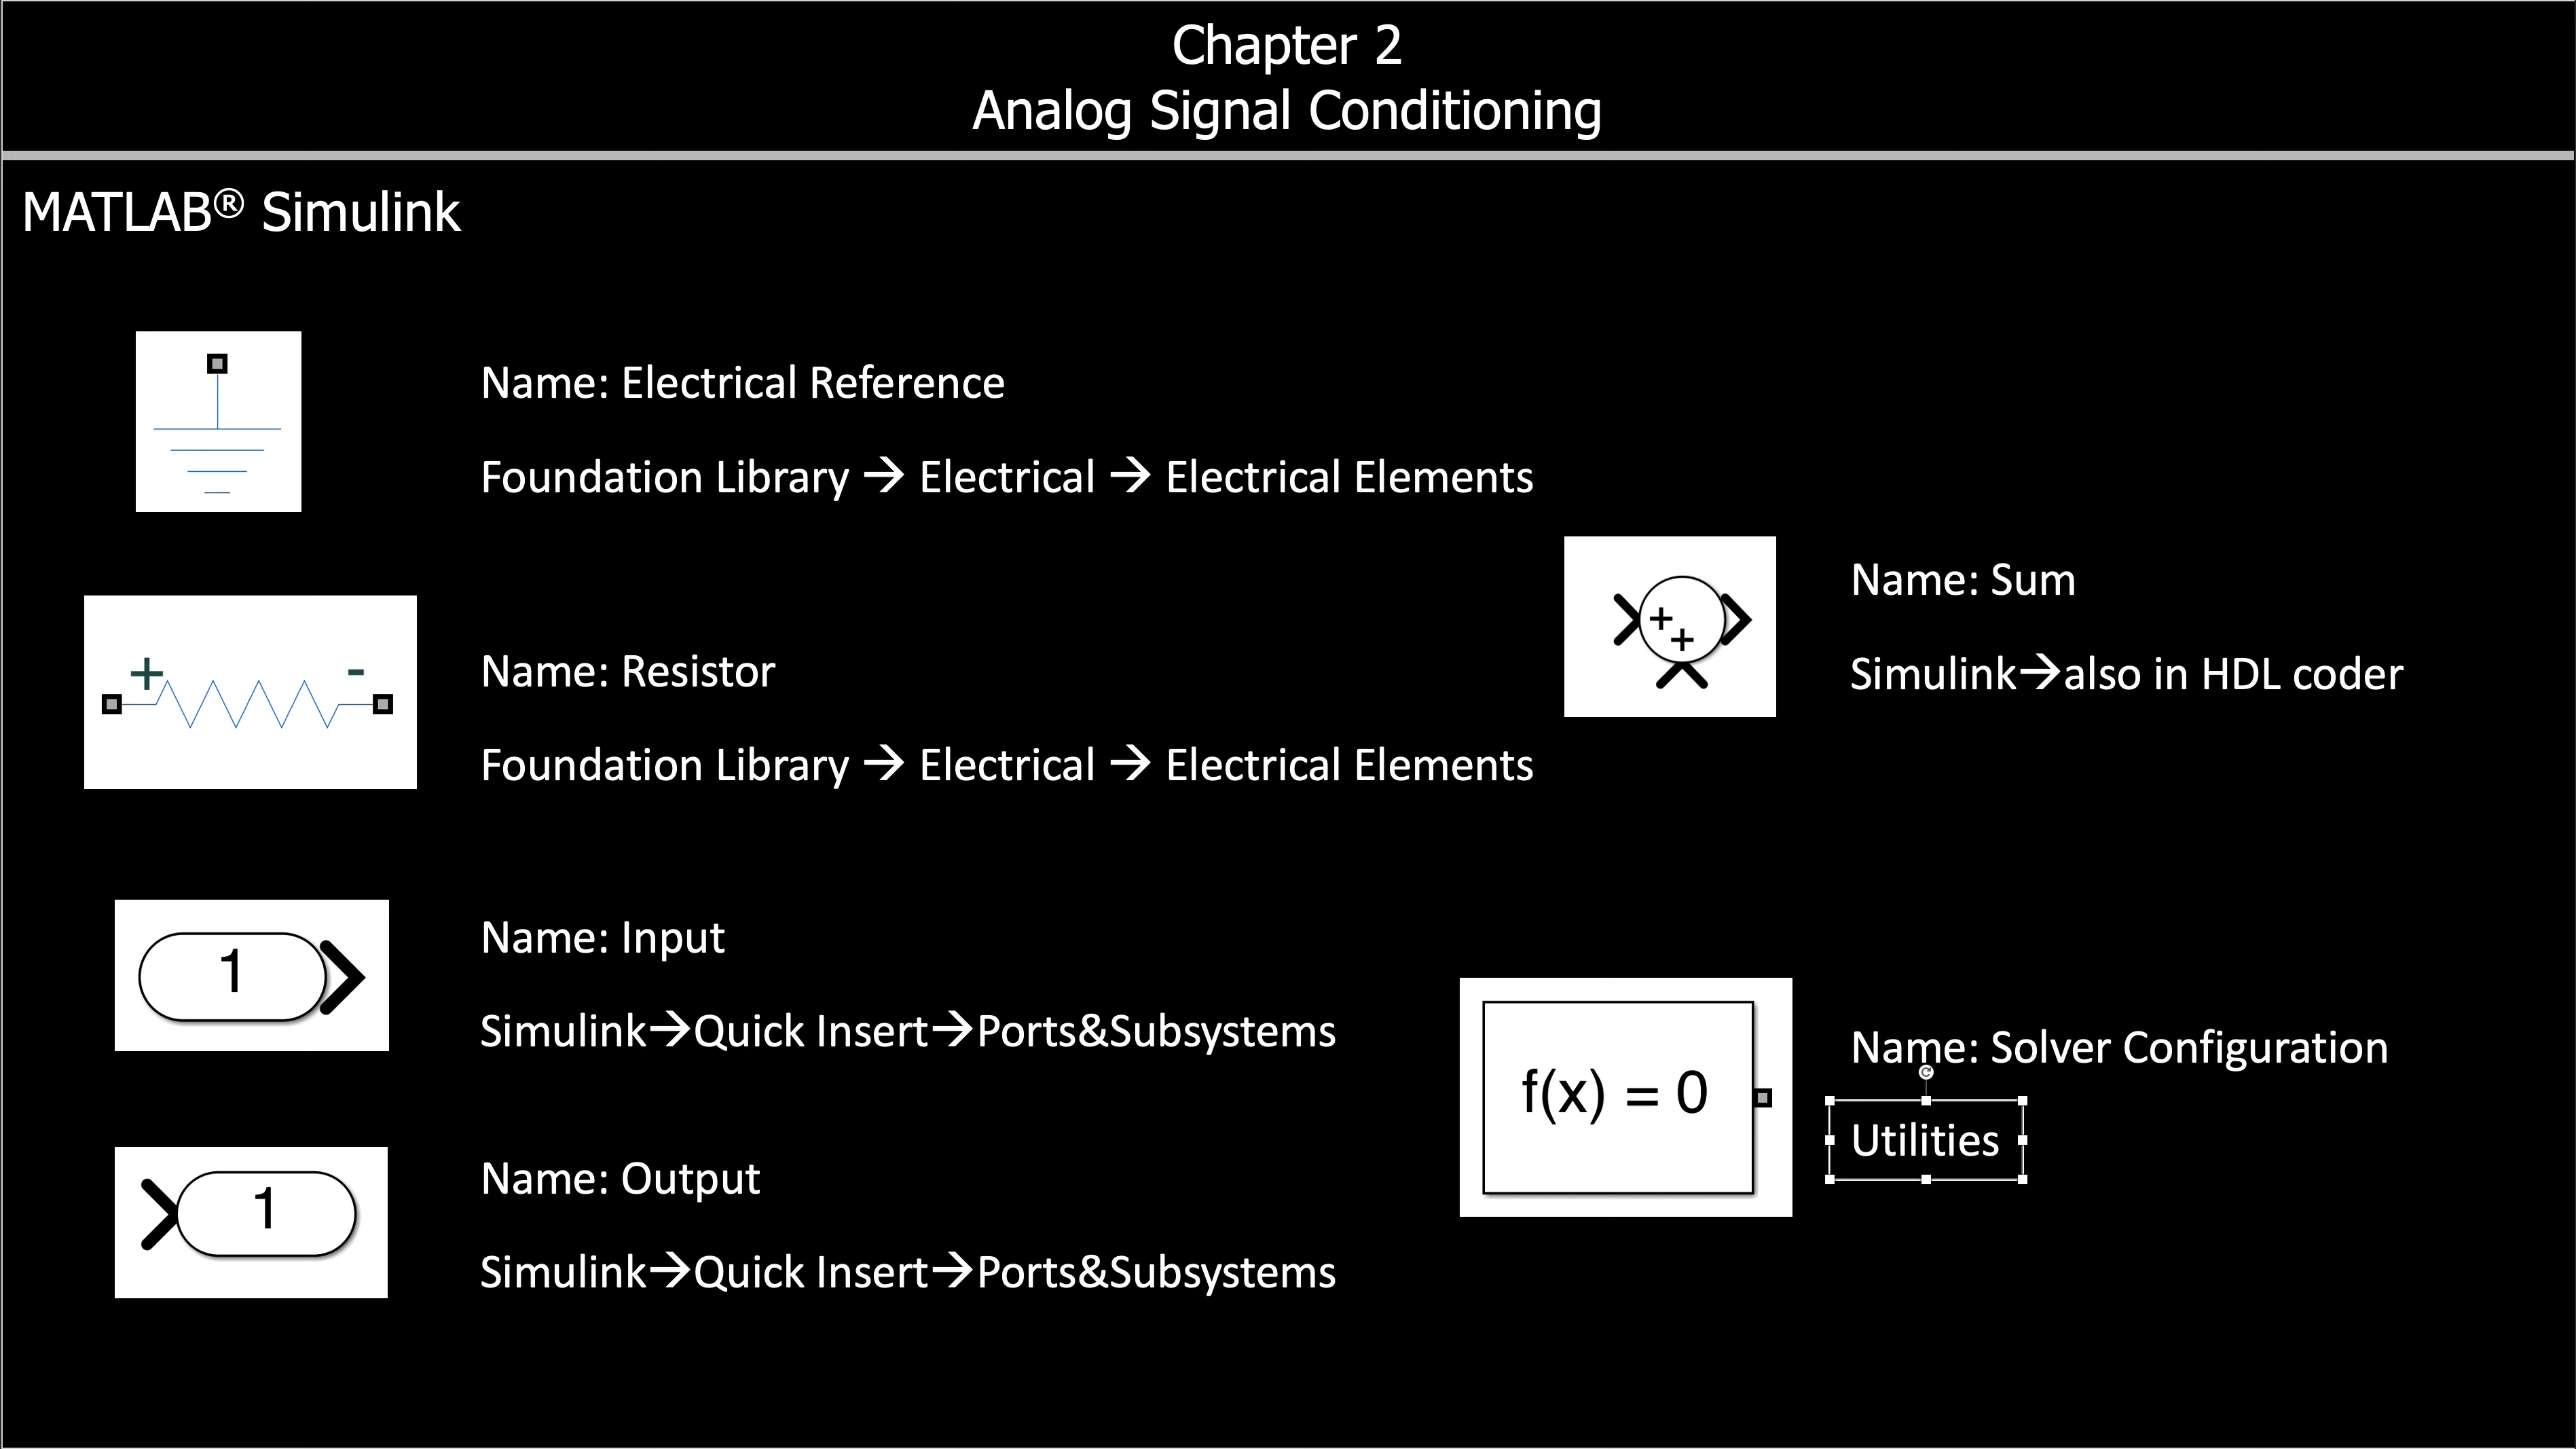 Chapter 2
Analog Signal Conditioning
MATLAB® Simulink
Name: Electrical Reference
Foundation Library → Electrical → Electrical Elements
+ -
Name: Resistor
Foundation Library → Electrical → Electrical Elements
1
Name: Input
Simulink→Quick Insert→Ports&Subsystems
1
Name: Output
Simulink→Quick Insert→Ports&Subsystems
+
+
Name: Sum
Simulink→also in HDL coder
f(x) = 0
Name: Solver Configuration
Utilities